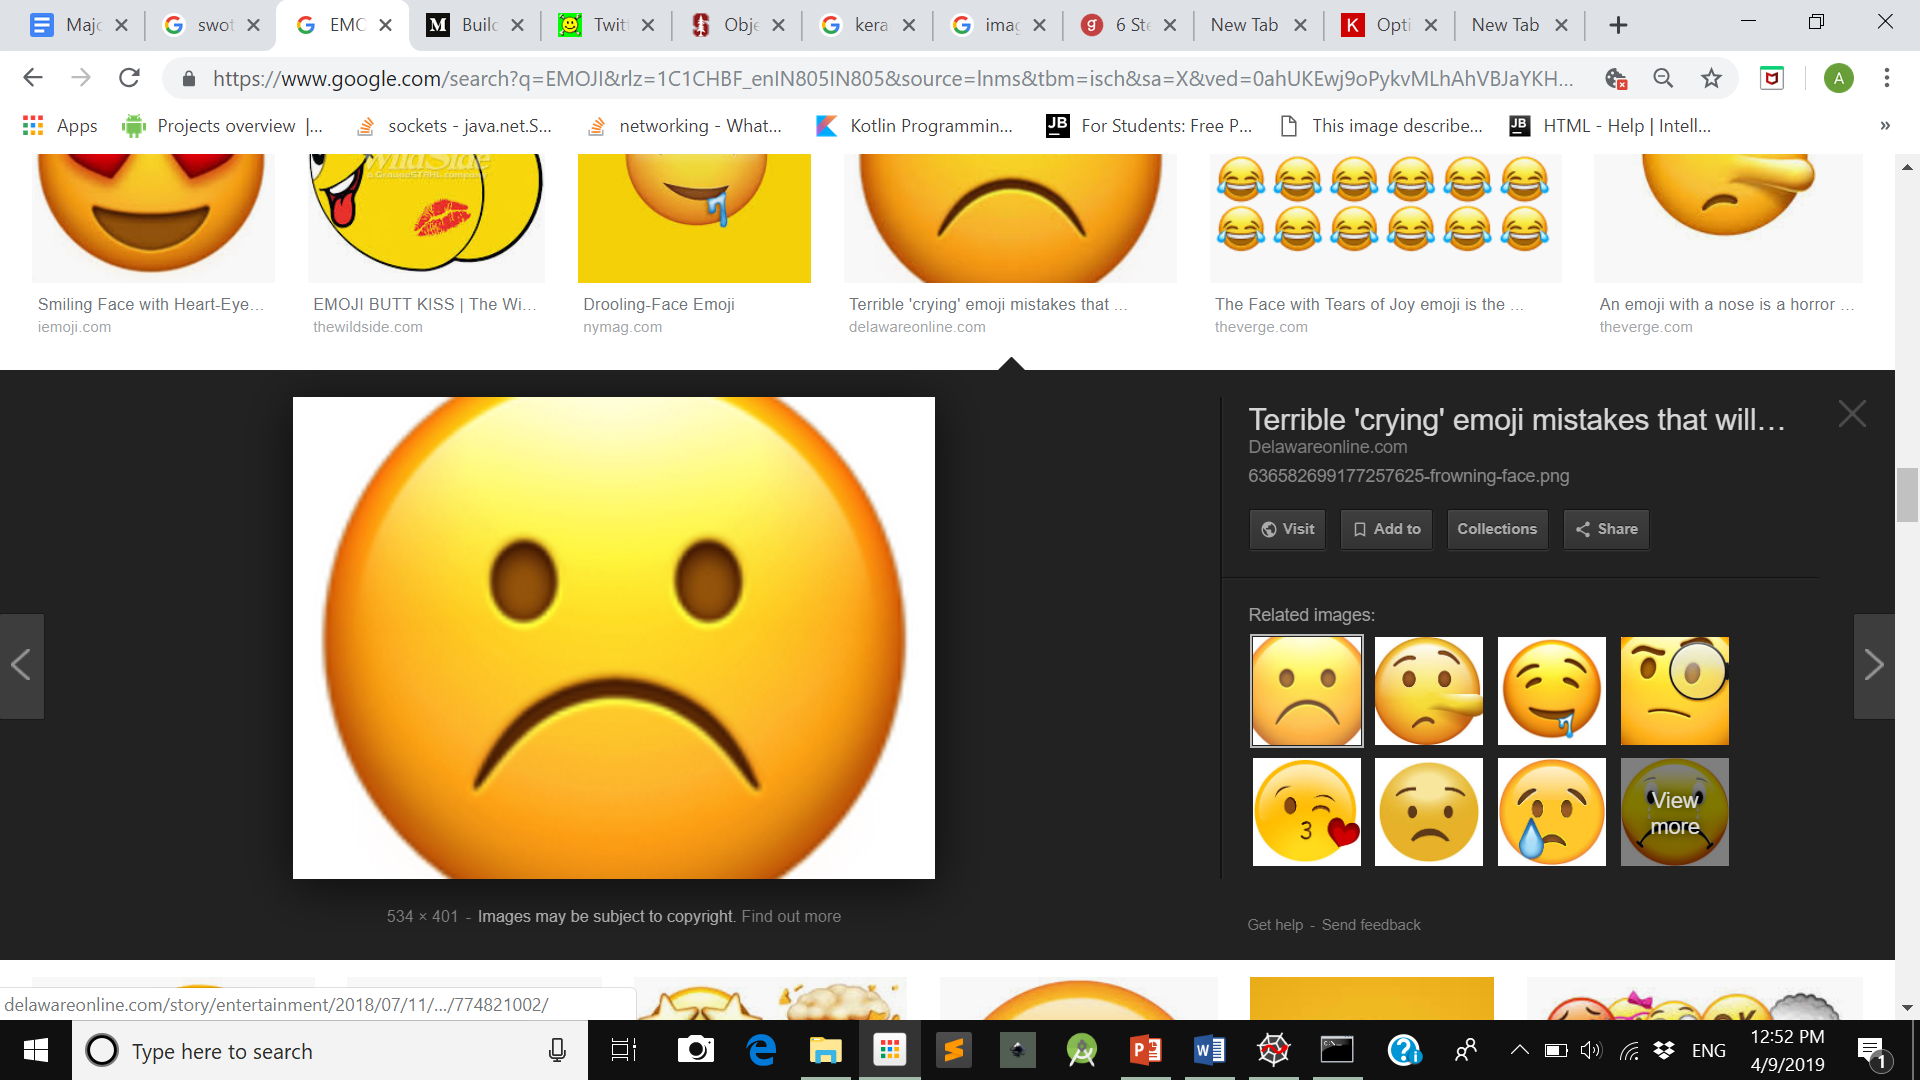 Majo
swot
EMO
Build
Twitt
Obje
kera
imag
6 Ste
New Tab
Opti
New Tab
https://www.google.com/search?q=EMOJI&rlz=1C1CHBF_enIN805IN805&source=lnms&tbm=isch&sa=X&ved=0ahUKEwj9oPykvMLhAhVBJaYKH...
A
Apps
Projects overview |...
sockets - java.net.S...
networking - What...
Kotlin Programmin...
For Students: Free P...
This image describe...
HTML - Help | Intell...
WildSide
Smiling Face with Heart-Eye...
iemoji.com
EMOJI BUTT KISS | The Wi...
thewildside.com
Drooling-Face Emoji
nymag.com
Terrible 'crying' emoji mistakes that ...
delawareonline.com
The Face with Tears of Joy emoji is the ...
theverge.com
An emoji with a nose is a horror ...
theverge.com
Terrible 'crying' emoji mistakes that will...
Delawareonline.com
636582699177257625-frowning-face.png
Visit
Add to
Collections
Share
Related images:
View
more
534 × 401 - Images may be subject to copyright. Find out more
Get help - Send feedback
delawareonline.com/story/entertainment/2018/07/11/.../774821002/
Type here to search
ENG
12:52 PM
4/9/2019
1